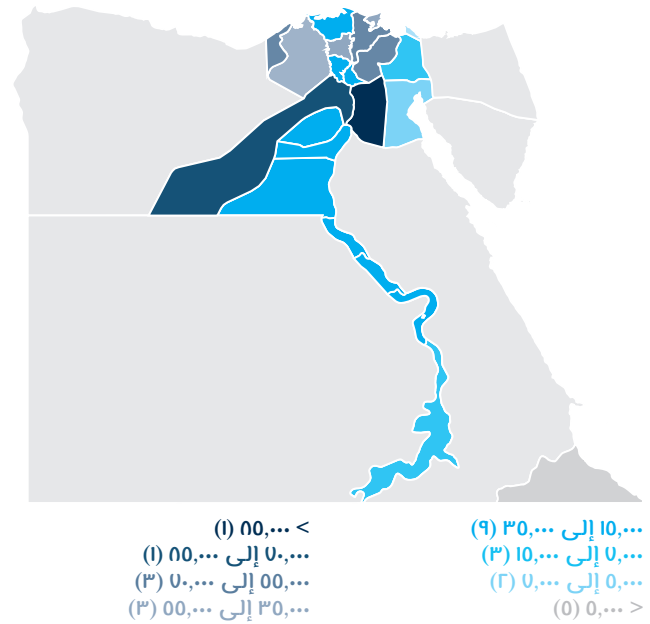 ١٥,٠٠٠ إلى ٣٥,٠٠٠ (٩)
٧,٠٠٠ إلى ١٥,٠٠٠ (٣)
٥,٠٠٠ إلى ٧,٠٠٠ (٢)
< ٥,٠٠٠ (٥)
> ٨٥,٠٠٠ (١)
٧٠,٠٠٠ إلى ٨٥,٠٠٠ (١)
٥٥,٠٠٠ إلى ٧٠,٠٠٠ (٣)
٣٥,٠٠٠ إلى ٥٥,٠٠٠ (٣)